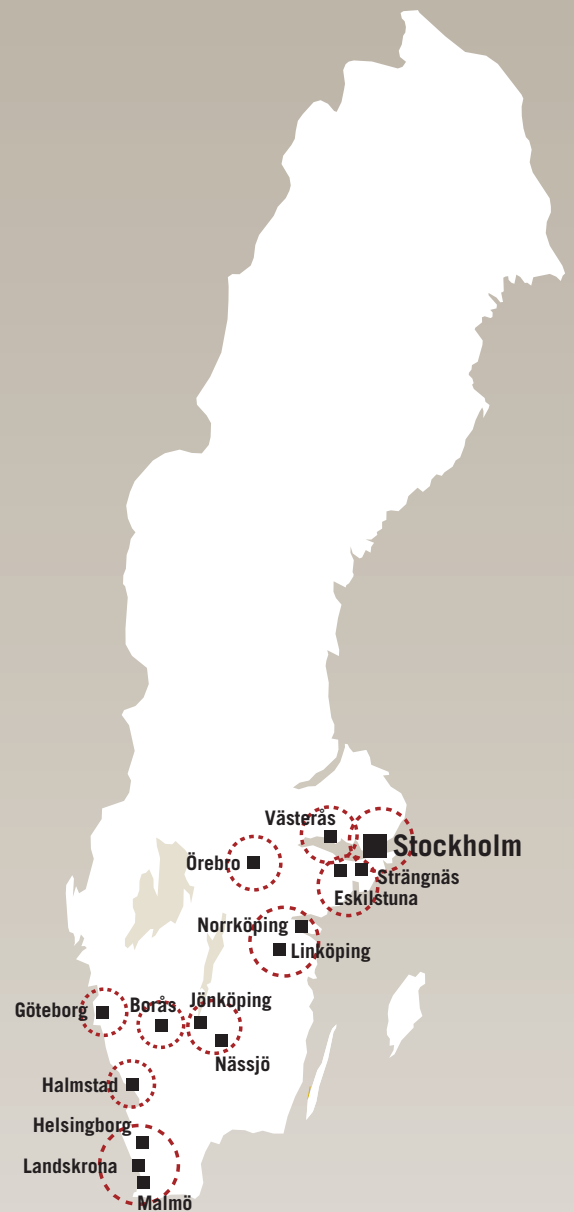 Västerås
Stockholm
Örebro
Strängnäs
Eskilstuna
Norrköping
Linköping
Jönköping
Borås
Göteborg
Nässjö
Halmstad
Helsingborg
Landskrona
Malmö